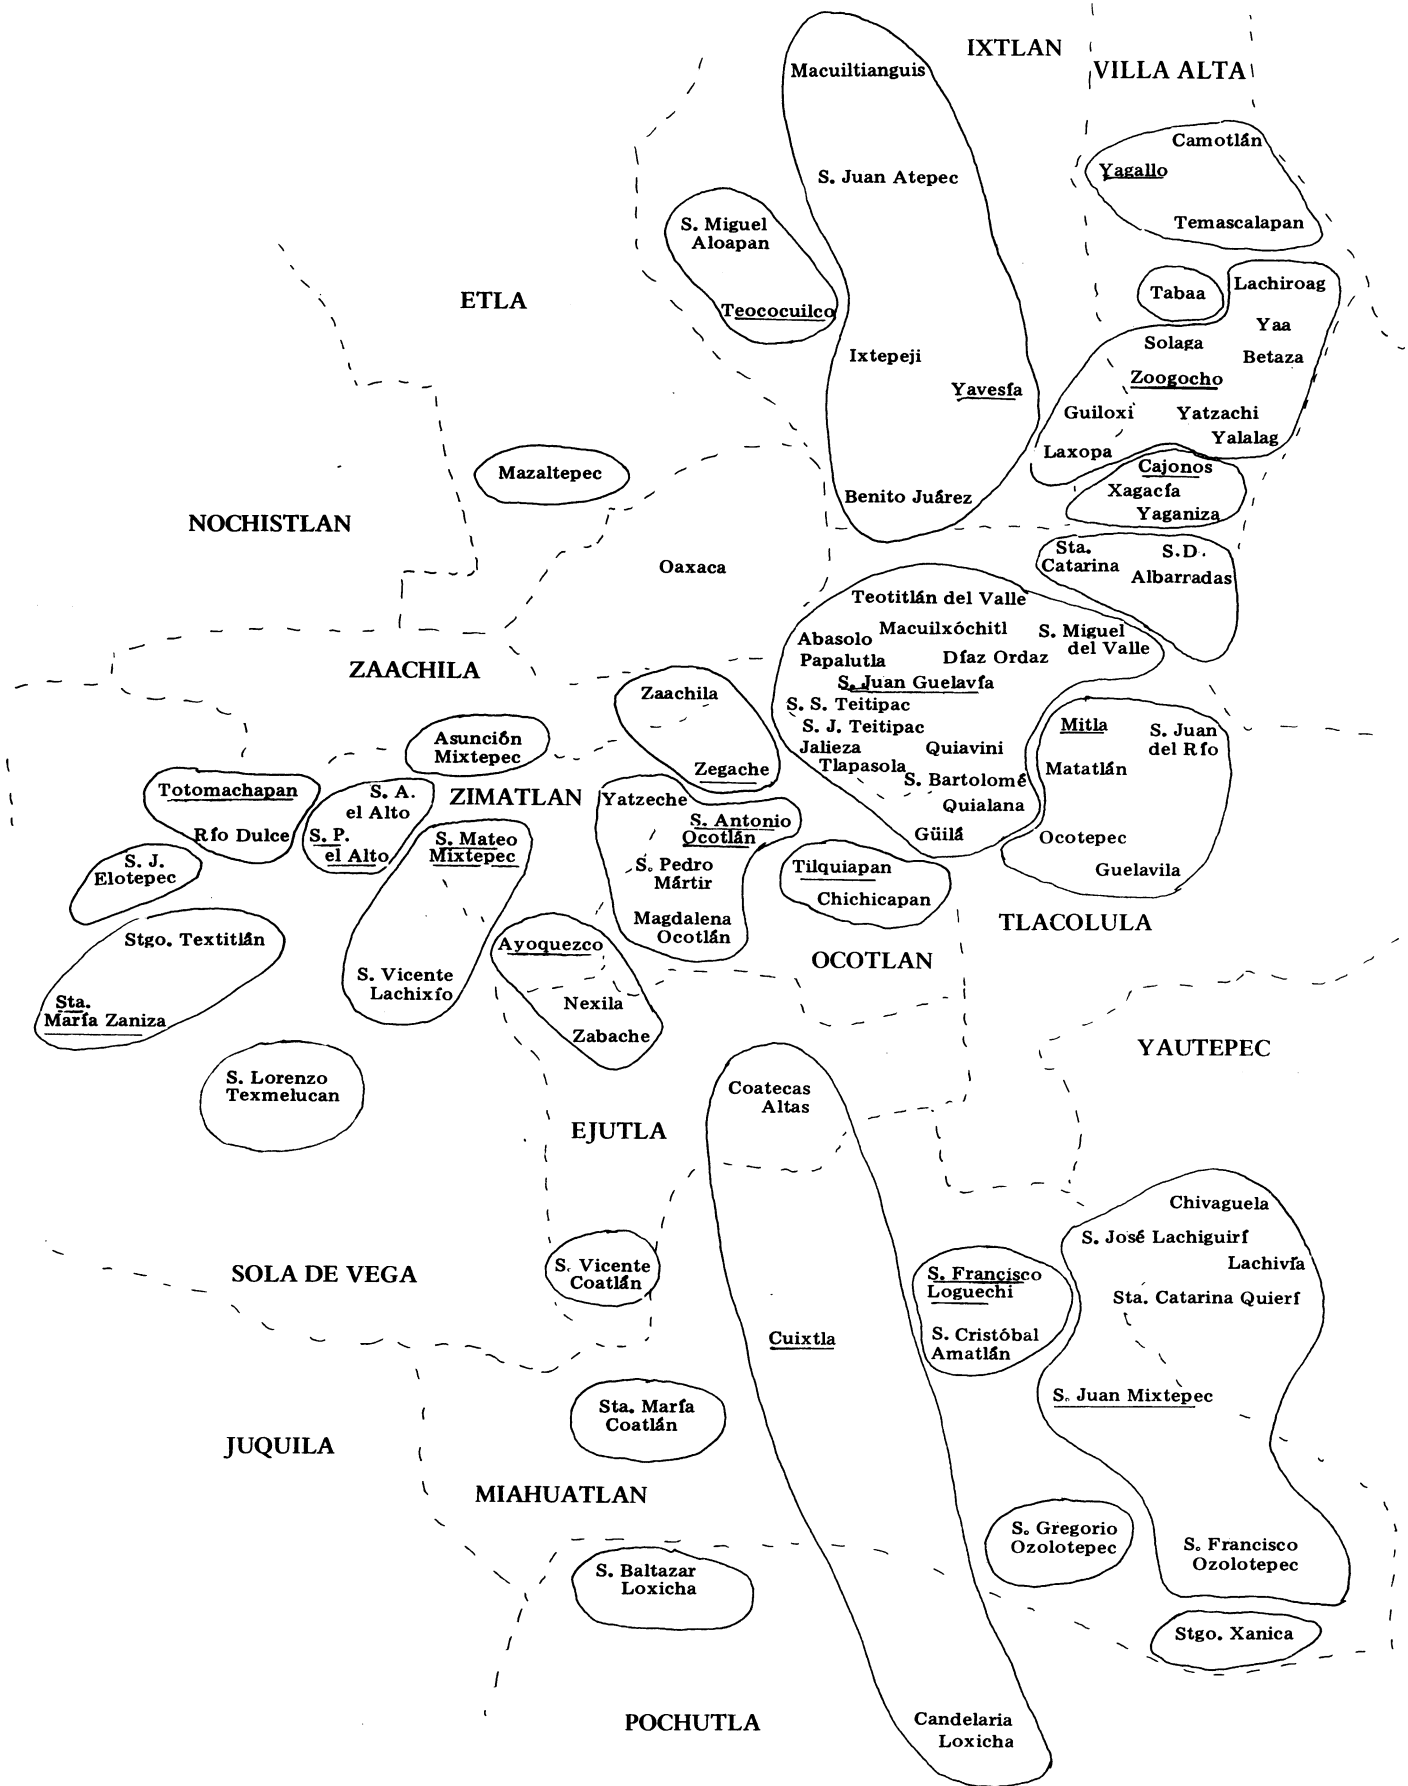 IXTLAN
VILLA ALTA
Macuiltianguis
Camotlán
Yagallo
S. Juan Atepec
Temascalapan
S. Miguel
Aloapan
Teococuilco
ETLA
Tabaa
Lachiroag
Yaa
Solaga
Betaza
Zoogocho
Ixtepeji
Yavesía
Guiloxi
Yatzachi
Yalalag
Laxopa
Mazaltepec
Cajonos
Xagacía
Yaganiza
Benito Juárez
NOCHISTLAN
Oaxaca
Sta.
Catarina
S.D.
Albarradas
Teotitlán del Valle
Macuilxóchitl
Abasolo
S. Miguel
del Valle
Papalutla
Díaz Ordaz
S. Juan Guelavía
S. S. Teitipac
S. J. Teitipac
Jalieza
Quiavini
Tlapasola
S. Bartolomé
Quialana
Güilá
ZAACHILA
Zaachila
Zegache
Mitla
S. Juan
del Río
Matatlán
Ocotepec
Guelavila
Asunción
Mixtepec
Totomachapan
Río Dulce
S. A.
el Alto
S. P.
el Alto
ZIMATLAN
Yatzeche
S. Antonio
Ocotlán
S. Pedro
Mártir
Magdalena
Ocotlán
S. Mateo
Mixtepec
S. Vicente
Lachixío
S. J.
Elotepec
Tilquiapan
Chichicapan
Stgo. Textitlán
Sta.
María Zaniza
Ayoquezco
Nexila
Zabache
TLACOLULA
OCOTLAN
YAUTEPEC
S. Lorenzo
Texmelucan
Coatecas
Altas
EJUTLA
Chivaguela
S. José Lachiguirí
Lachivía
Sta. Catarina Quierí
SOLA DE VEGA
S. Vicente
Coatlán
S. Francisco
Loguechi
S. Cristóbal
Amatlán
Cuixtla
S. Juan Mixtepec
Sta. María
Coatlán
JUQUILA
MIAHUATLAN
S. Gregorio
Ozolotepec
S. Francisco
Ozolotepec
S. Baltazar
Loxicha
Stgo. Xanica
POCHUTLA
Candelaria
Loxicha